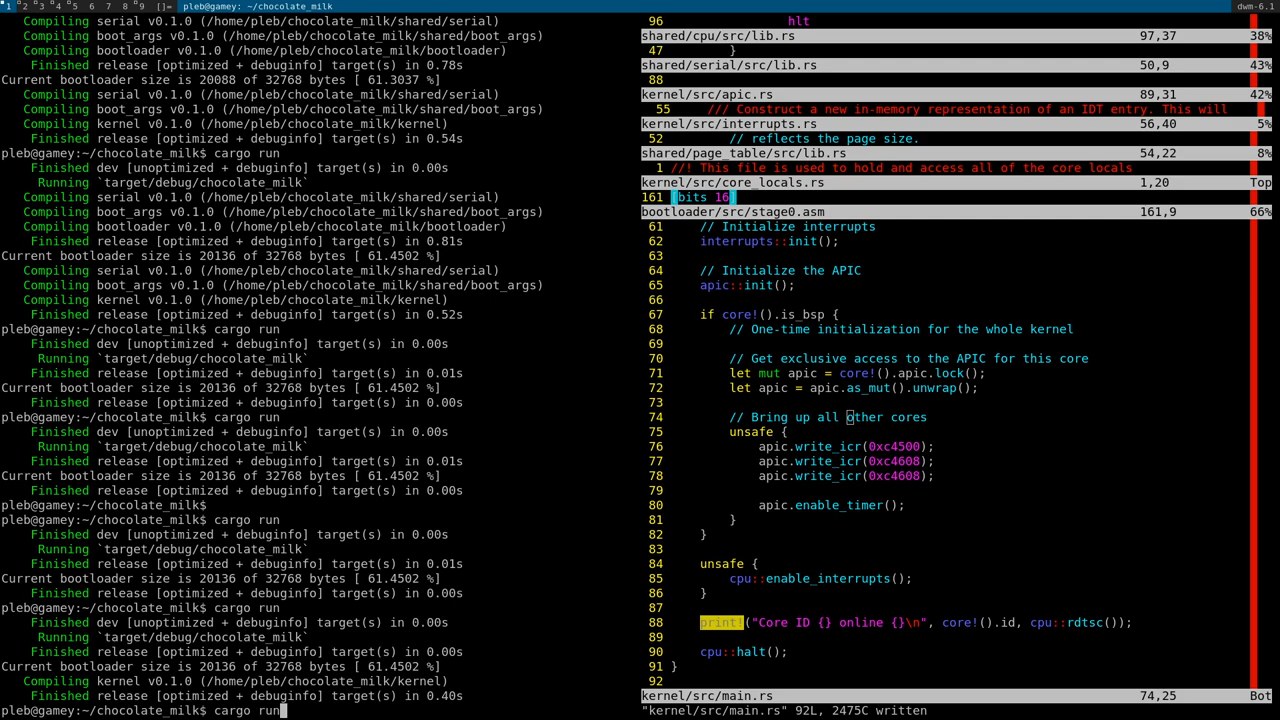 1 2 3 4 5 6 7 8 9 []= pleb@gamey: ~/chocolate_milk dwm-6.1
Compiling serial v0.1.0 (/home/pleb/chocolate_milk/shared/serial)
Compiling boot_args v0.1.0 (/home/pleb/chocolate_milk/shared/boot_args)
Compiling bootloader v0.1.0 (/home/pleb/chocolate_milk/bootloader)
Finished release [optimized + debuginfo] target(s) in 0.78s
Current bootloader size is 20088 of 32768 bytes [ 61.3037 %]
Compiling serial v0.1.0 (/home/pleb/chocolate_milk/shared/serial)
Compiling boot_args v0.1.0 (/home/pleb/chocolate_milk/shared/boot_args)
Compiling kernel v0.1.0 (/home/pleb/chocolate_milk/kernel)
Finished release [optimized + debuginfo] target(s) in 0.54s
pleb@gamey:~/chocolate_milk$ cargo run
Finished dev [unoptimized + debuginfo] target(s) in 0.00s
Running `target/debug/chocolate_milk`
Compiling serial v0.1.0 (/home/pleb/chocolate_milk/shared/serial)
Compiling boot_args v0.1.0 (/home/pleb/chocolate_milk/shared/boot_args)
Compiling bootloader v0.1.0 (/home/pleb/chocolate_milk/bootloader)
Finished release [optimized + debuginfo] target(s) in 0.81s
Current bootloader size is 20136 of 32768 bytes [ 61.4502 %]
Compiling serial v0.1.0 (/home/pleb/chocolate_milk/shared/serial)
Compiling boot_args v0.1.0 (/home/pleb/chocolate_milk/shared/boot_args)
Compiling kernel v0.1.0 (/home/pleb/chocolate_milk/kernel)
Finished release [optimized + debuginfo] target(s) in 0.52s
pleb@gamey:~/chocolate_milk$ cargo run
Finished dev [unoptimized + debuginfo] target(s) in 0.00s
Running `target/debug/chocolate_milk`
Finished release [optimized + debuginfo] target(s) in 0.01s
Current bootloader size is 20136 of 32768 bytes [ 61.4502 %]
Finished release [optimized + debuginfo] target(s) in 0.00s
pleb@gamey:~/chocolate_milk$ cargo run
Finished dev [unoptimized + debuginfo] target(s) in 0.00s
Running `target/debug/chocolate_milk`
Finished release [optimized + debuginfo] target(s) in 0.01s
Current bootloader size is 20136 of 32768 bytes [ 61.4502 %]
Finished release [optimized + debuginfo] target(s) in 0.00s
pleb@gamey:~/chocolate_milk$
pleb@gamey:~/chocolate_milk$ cargo run
Finished dev [unoptimized + debuginfo] target(s) in 0.00s
Running `target/debug/chocolate_milk`
Finished release [optimized + debuginfo] target(s) in 0.01s
Current bootloader size is 20136 of 32768 bytes [ 61.4502 %]
Finished release [optimized + debuginfo] target(s) in 0.00s
pleb@gamey:~/chocolate_milk$ cargo run
Finished dev [unoptimized + debuginfo] target(s) in 0.00s
Running `target/debug/chocolate_milk`
Finished release [optimized + debuginfo] target(s) in 0.00s
Current bootloader size is 20136 of 32768 bytes [ 61.4502 %]
Compiling kernel v0.1.0 (/home/pleb/chocolate_milk/kernel)
Finished release [optimized + debuginfo] target(s) in 0.40s
pleb@gamey:~/chocolate_milk$ cargo run
96 hlt
shared/cpu/src/lib.rs 97,37 38%
47 }
shared/serial/src/lib.rs 50,9 43%
88
kernel/src/apic.rs 89,31 42%
55 /// Construct a new in-memory representation of an IDT entry. This will
kernel/src/interrupts.rs 56,40 5%
52 // reflects the page size.
shared/page_table/src/lib.rs 54,22 8%
1 //! This file is used to hold and access all of the core locals
kernel/src/core_locals.rs 1,20 Top
161 [bits 16]
bootloader/src/stage0.asm 161,9 66%
61 // Initialize interrupts
62 interrupts::init();
63
64 // Initialize the APIC
65 apic::init();
66
67 if core!().is_bsp {
68 // One-time initialization for the whole kernel
69
70 // Get exclusive access to the APIC for this core
71 let mut apic = core!().apic.lock();
72 let apic = apic.as_mut().unwrap();
73
74 // Bring up all other cores
75 unsafe {
76 apic.write_icr(0xc4500);
77 apic.write_icr(0xc4608);
78 apic.write_icr(0xc4608);
79
80 apic.enable_timer();
81 }
82 }
83
84 unsafe {
85 cpu::enable_interrupts();
86 }
87
88 print!("Core ID {} online {}\n", core!().id, cpu::rdtsc());
89
90 cpu::halt();
91 }
92
kernel/src/main.rs 74,25 Bot
"kernel/src/main.rs" 92L, 2475C written